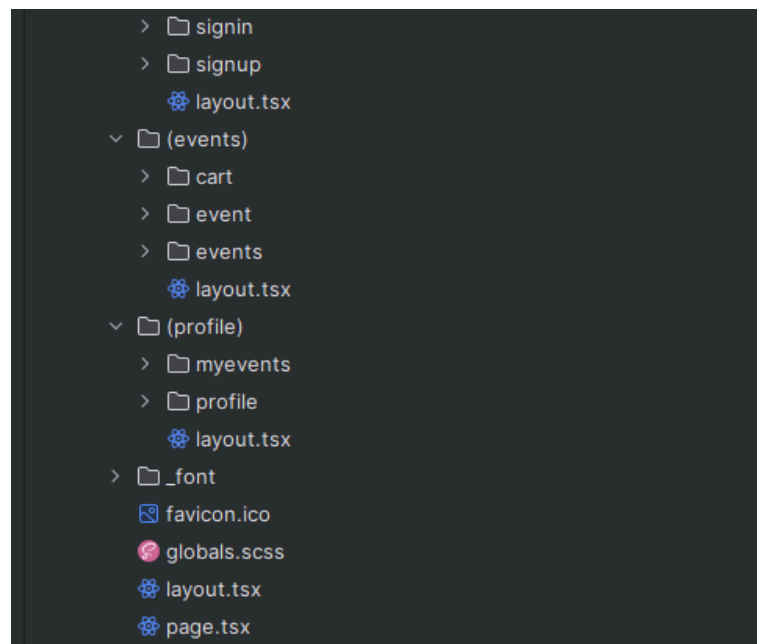 signin
signup
layout.tsx
(events)
cart
event
events
layout.tsx
(profile)
myevents
profile
layout.tsx
_font
favicon.ico
globals.scss
layout.tsx
page.tsx